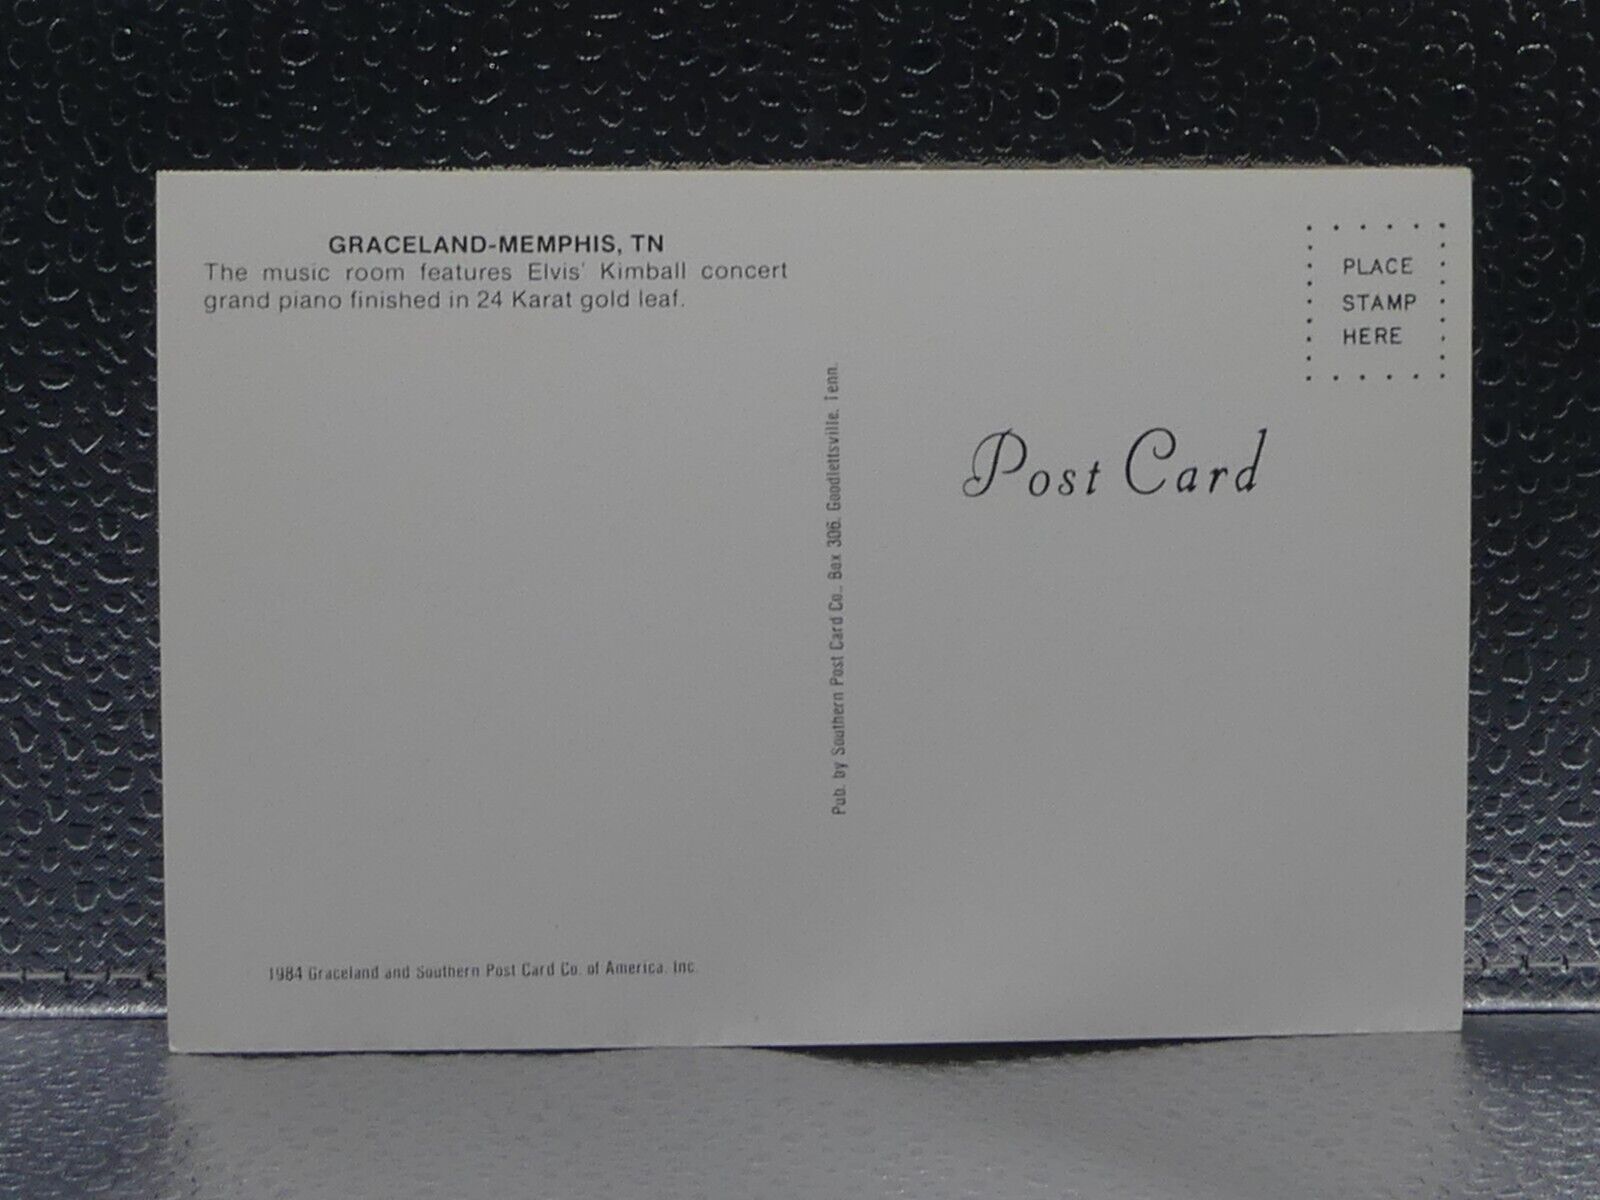 GRACELAND-MEMPHIS, TN
The music room features Elvis' Kimball concert
grand piano finished in 24 Karat gold leaf.
PLACE
STAMP
HERE
Post Card
Pub. by Southern Post Card Co., Box 306, Goodlettsville, Tenn.
1984 Graceland and Southern Post Card Co. of America, Inc.